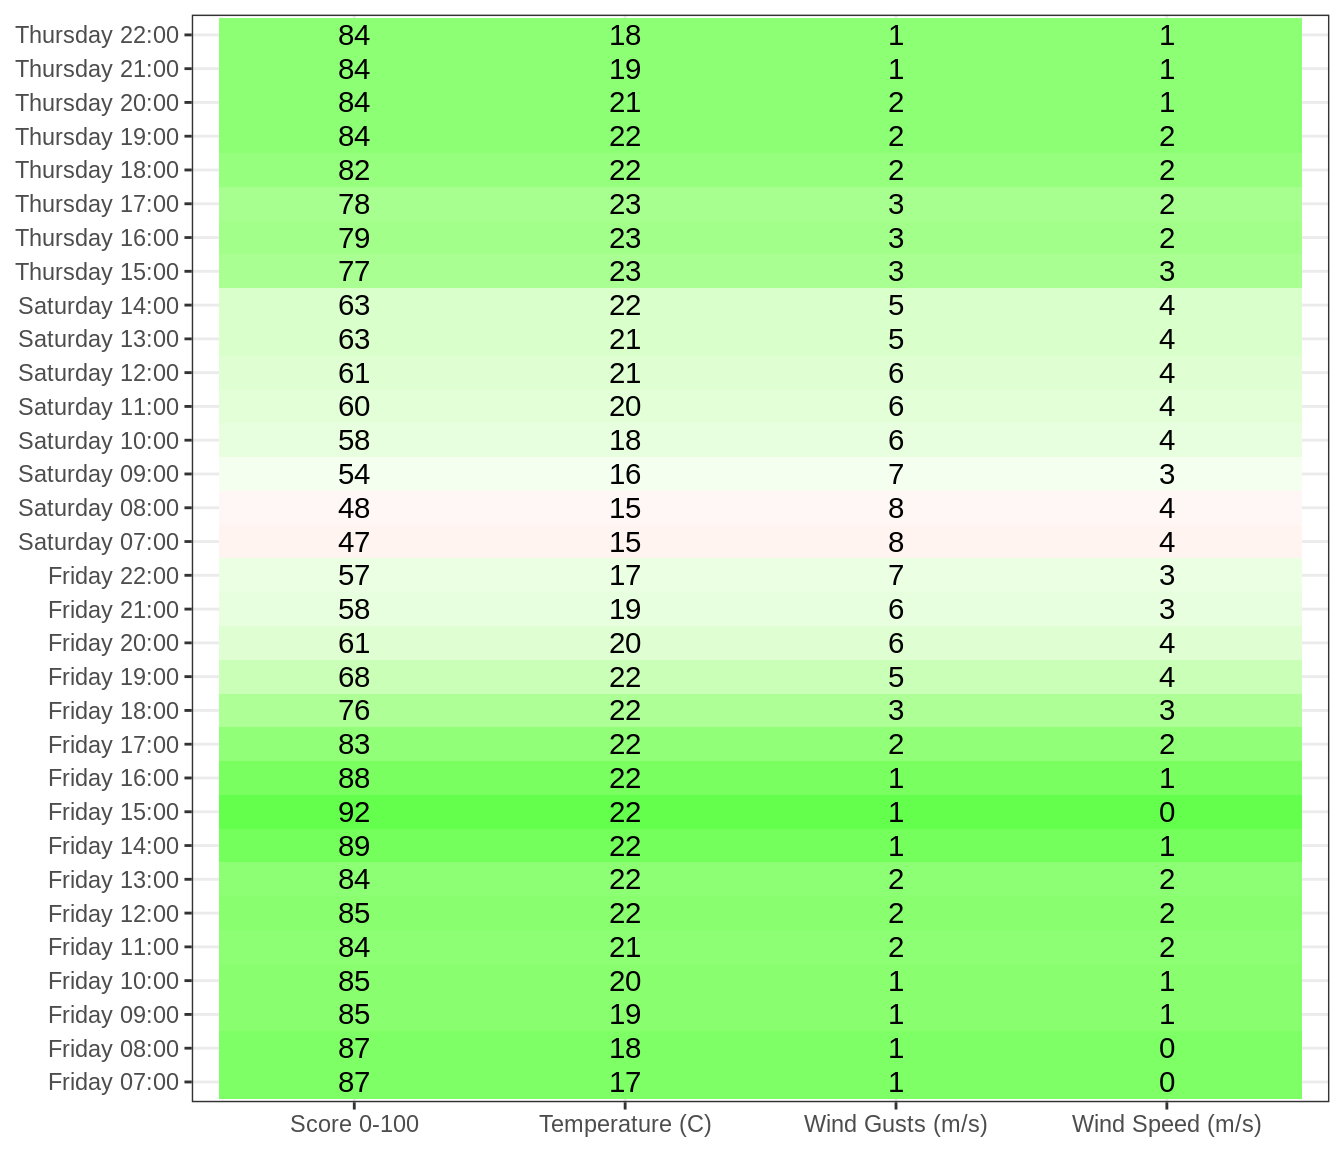 Thursday 22:00 84 18 1 1
Thursday 21:00 84 19 1 1
Thursday 20:00 84 21 2 1
Thursday 19:00 84 22 2 2
Thursday 18:00 82 22 2 2
Thursday 17:00 78 23 3 2
Thursday 16:00 79 23 3 2
Thursday 15:00 77 23 3 3
Saturday 14:00 63 22 5 4
Saturday 13:00 63 21 5 4
Saturday 12:00 61 21 6 4
Saturday 11:00 60 20 6 4
Saturday 10:00 58 18 6 4
Saturday 09:00 54 16 7 3
Saturday 08:00 48 15 8 4
Saturday 07:00 47 15 8 4
Friday 22:00 57 17 7 3
Friday 21:00 58 19 6 3
Friday 20:00 61 20 6 4
Friday 19:00 68 22 5 4
Friday 18:00 76 22 3 3
Friday 17:00 83 22 2 2
Friday 16:00 88 22 1 1
Friday 15:00 92 22 1 0
Friday 14:00 89 22 1 1
Friday 13:00 84 22 2 2
Friday 12:00 85 22 2 2
Friday 11:00 84 21 2 2
Friday 10:00 85 20 1 1
Friday 09:00 85 19 1 1
Friday 08:00 87 18 1 0
Friday 07:00 87 17 1 0
Score 0-100 Temperature (C) Wind Gusts (m/s) Wind Speed (m/s)